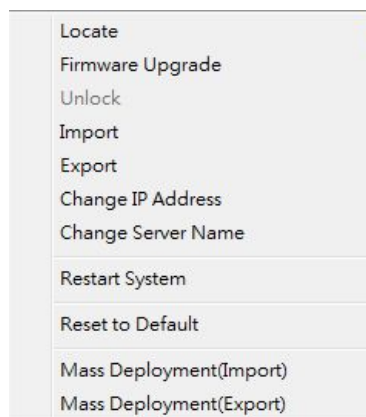 Locate
Firmware Upgrade
Unlock
Import
Export
Change IP Address
Change Server Name
Restart System
Reset to Default
Mass Deployment(Import)
Mass Deployment(Export)